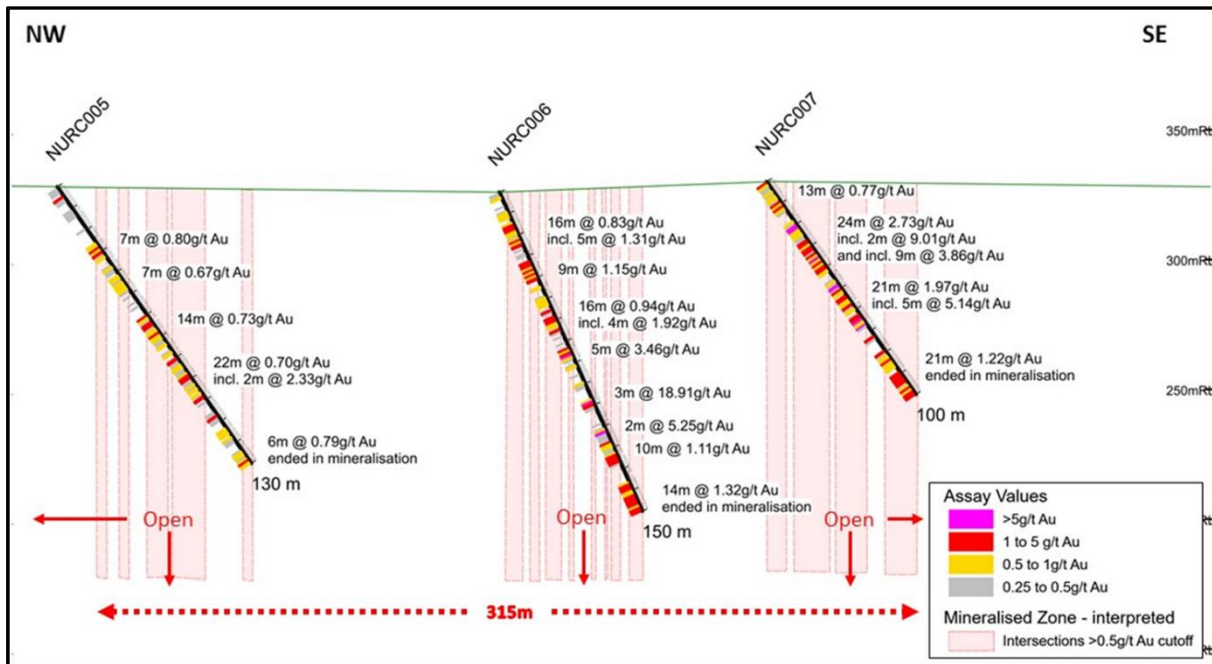 NW
SE
NURC005
NURC006
NURC007
350mRL
300mRL
250mRL
7m @ 0.80g/t Au
7m @ 0.67g/t Au
14m @ 0.73g/t Au
22m @ 0.70g/t Au
incl. 2m @ 2.33g/t Au
6m @ 0.79g/t Au
ended in mineralisation
130 m
16m @ 0.83g/t Au
incl. 5m @ 1.31g/t Au
9m @ 1.15g/t Au
16m @ 0.94g/t Au
incl. 4m @ 1.92g/t Au
5m @ 3.46g/t Au
3m @ 18.91g/t Au
2m @ 5.25g/t Au
10m @ 1.11g/t Au
14m @ 1.32g/t Au
ended in mineralisation
150 m
13m @ 0.77g/t Au
24m @ 2.73g/t Au
incl. 2m @ 9.01g/t Au
and incl. 9m @ 3.86g/t Au
21m @ 1.97g/t Au
incl. 5m @ 5.14g/t Au
21m @ 1.22g/t Au
ended in mineralisation
100 m
Open
Open
Open
315m
Assay Values
>5g/t Au
1 to 5 g/t Au
0.5 to 1g/t Au
0.25 to 0.5g/t Au
Mineralised Zone - interpreted
Intersections >0.5g/t Au cutoff